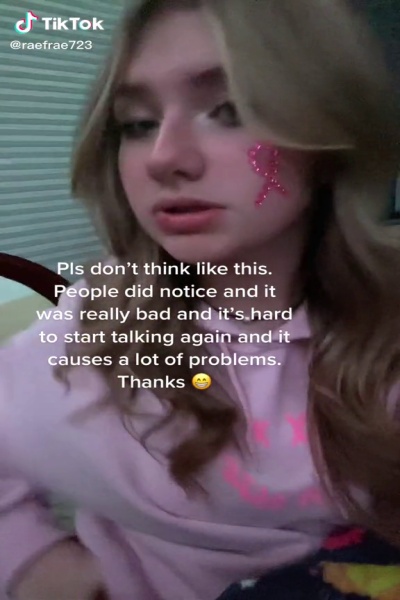 TikTok
@raefrae723
Pls don't think like this.
People did notice and it
was really bad and it's.hard
to start talking again and it
causes a lot of problems.
Thanks 😁